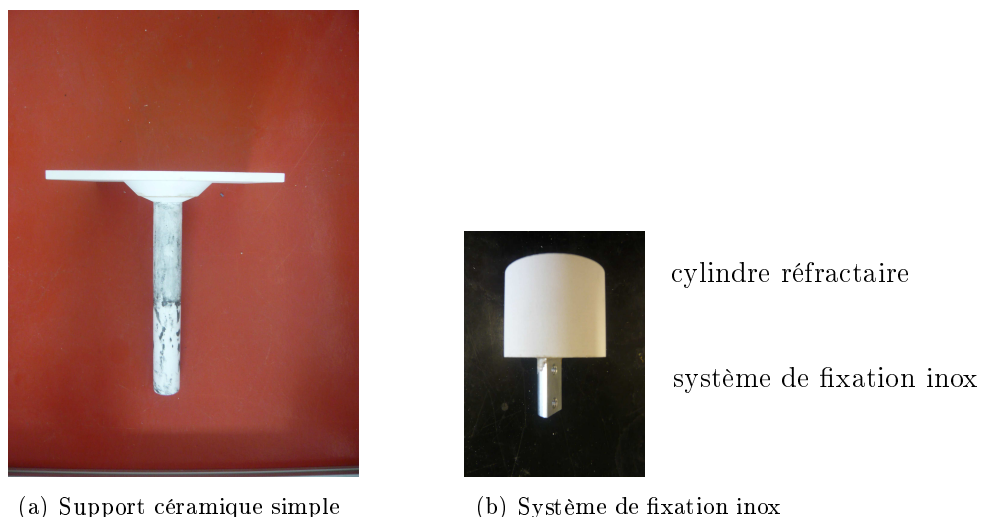 cylindre réfractaire
système de fixation inox
(a) Support céramique simple
(b) Système de fixation inox